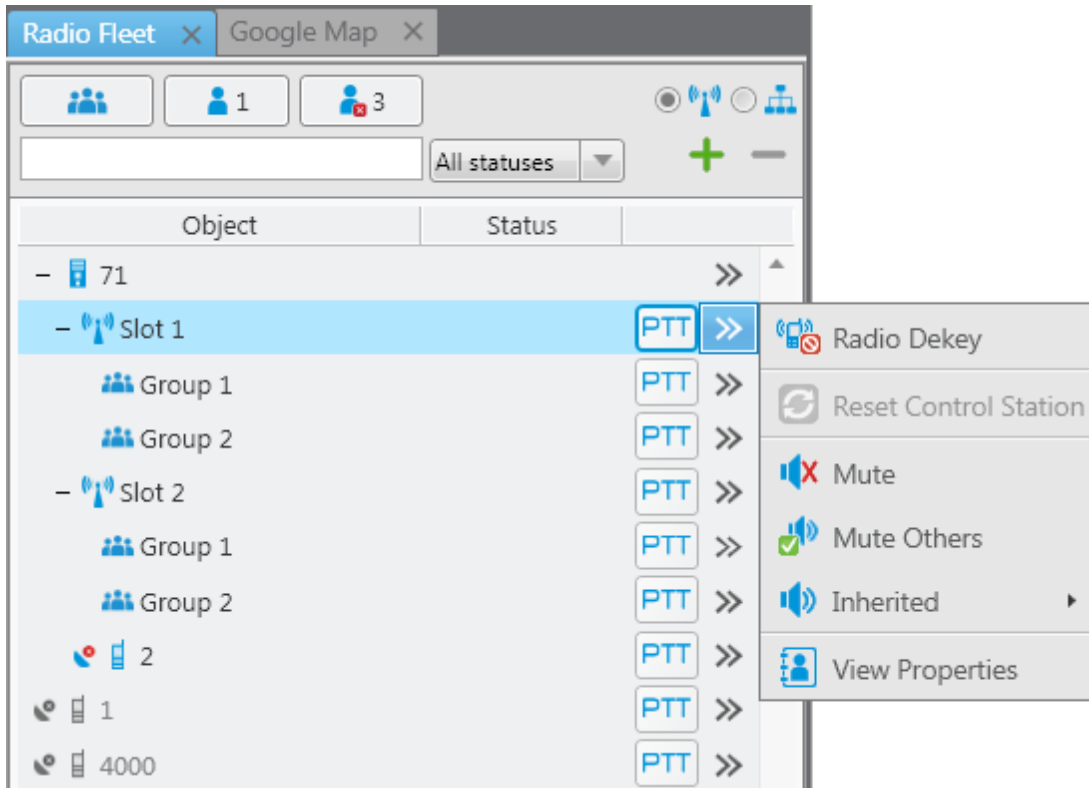 Radio Fleet Google Map
1 3
All statuses
Object Status
71
Slot 1 PTT
Radio Dekey
Group 1 PTT
Reset Control Station
Group 2 PTT
Mute
Slot 2 PTT
Mute Others
Group 1 PTT
Group 2 PTT
Inherited
2 PTT
View Properties
1 PTT
4000 PTT